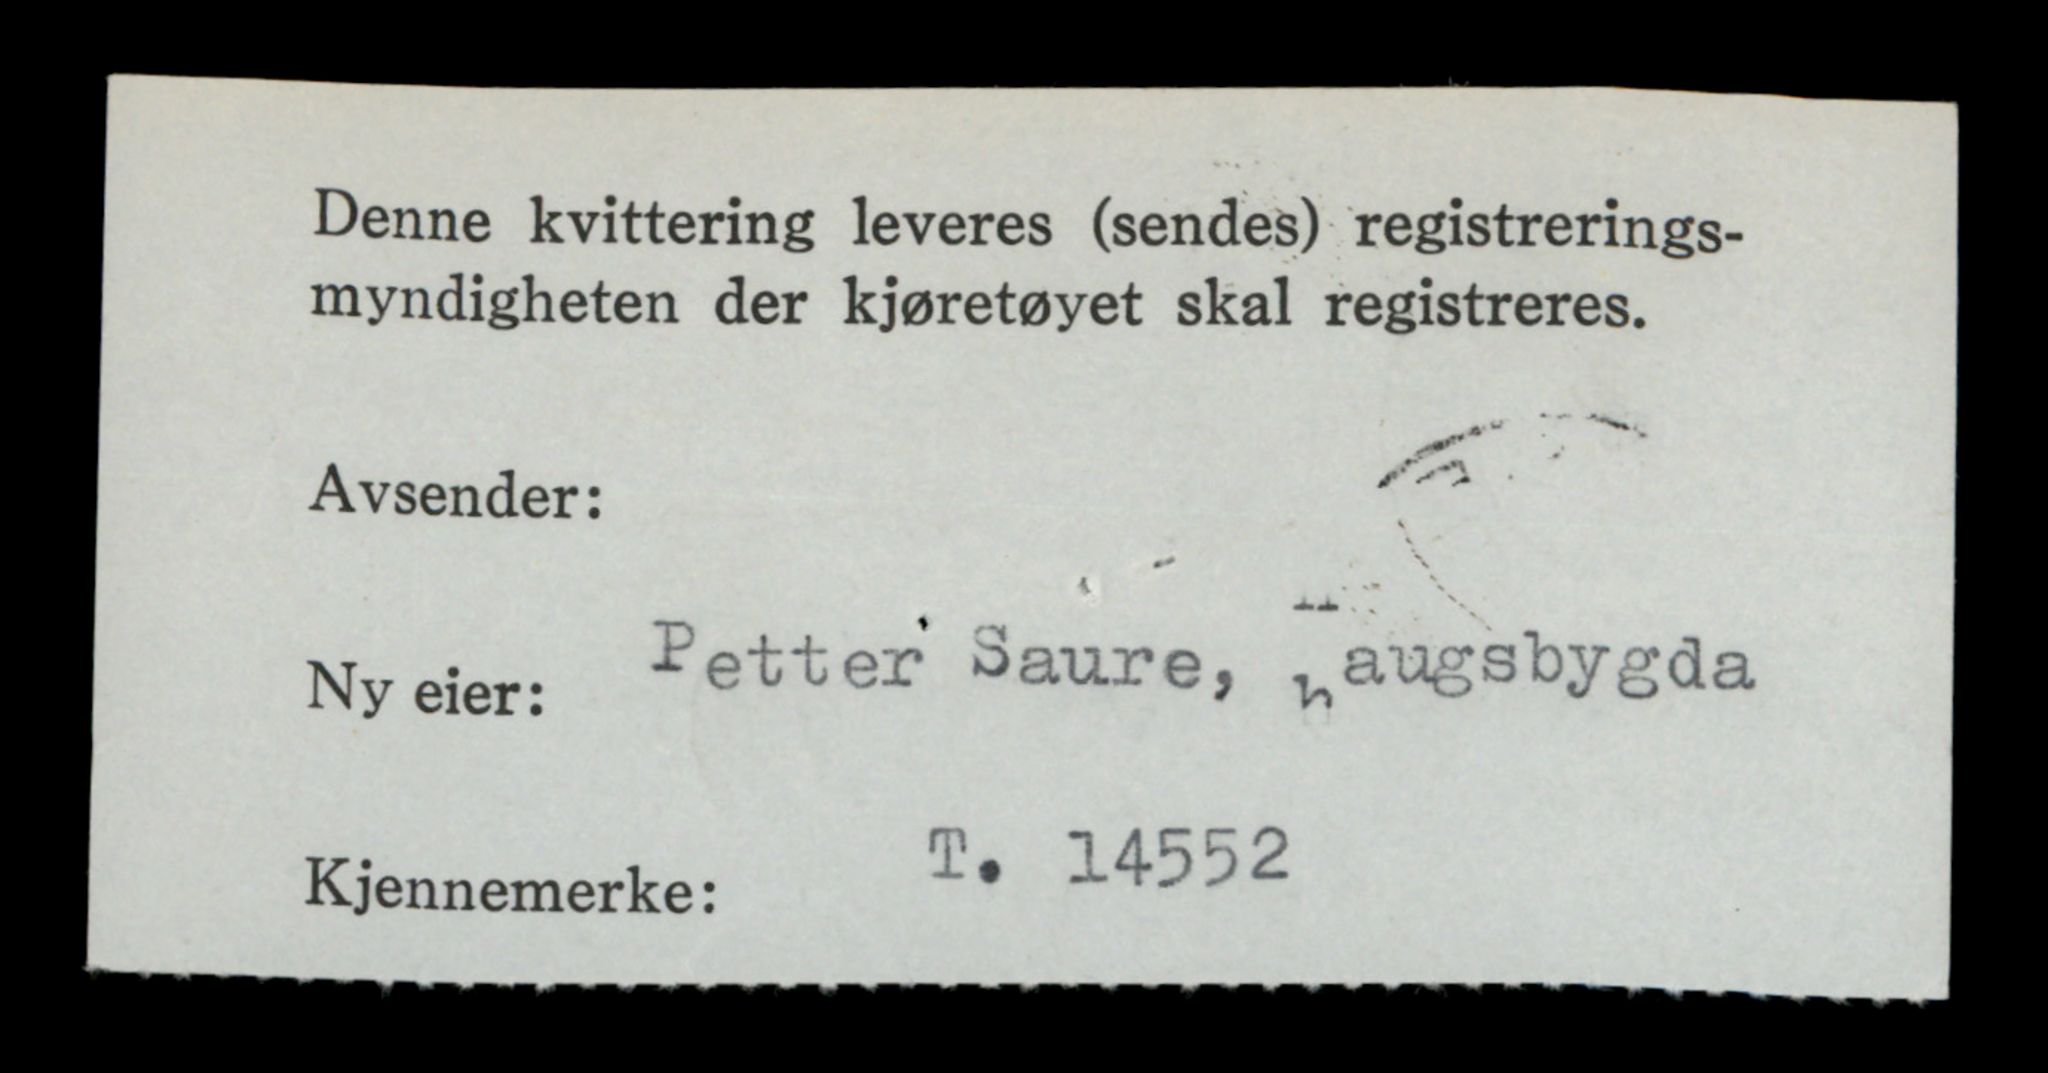 Denne kvittering leveres (sendes) registrerings-
myndigheten der kjøretøyet skal registreres.
Avsender:
Ny eier: Petter Saure, haugsbygda
Kjennemerke: T. 14552